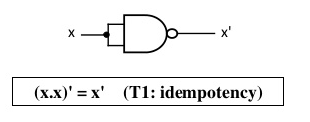 x x'
(x.x)' = x' (T1: idempotency)